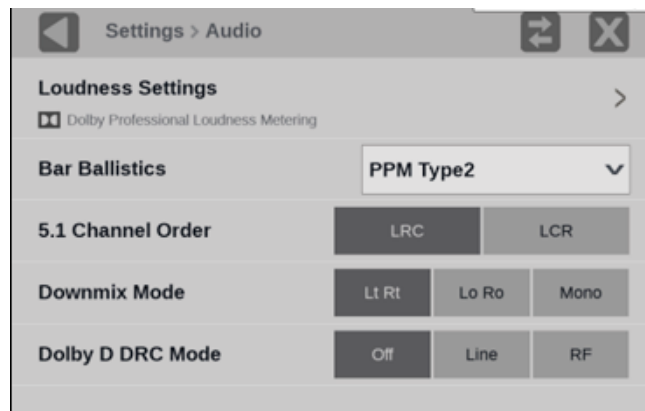 Settings > Audio
Loudness Settings >
Dolby Professional Loudness Metering
Bar Ballistics PPM Type2
5.1 Channel Order LRC LCR
Downmix Mode Lt Rt Lo Ro Mono
Dolby D DRC Mode Off Line RF